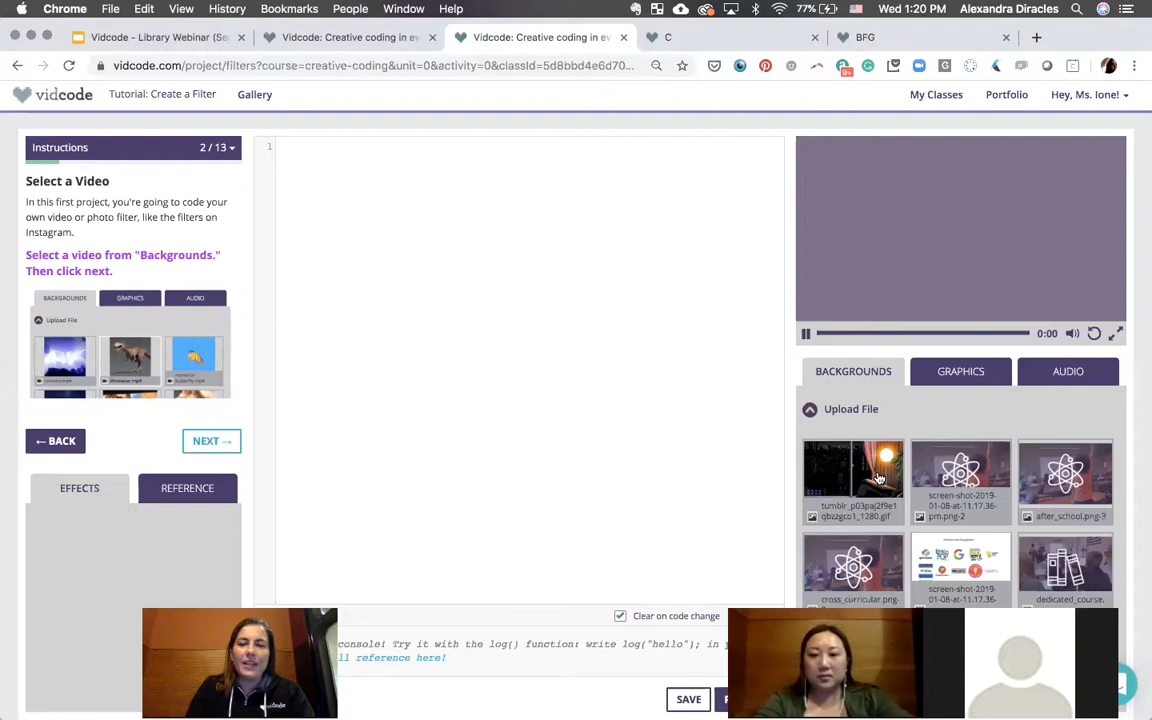 Chrome File Edit View History Bookmarks People Window Help 77% Wed 1:20 PM Alexandra Diracles
Vidcode - Library Webinar (Se
Vidcode: Creative coding in ev
Vidcode: Creative coding in ev
C
BFG
vidcode.com/project/filters?course=creative-coding&unit=0&activity=0&classId=5d8bbd4e6d70...
9+
vidcode Tutorial: Create a Filter Gallery My Classes Portfolio Hey, Ms. Ione!
Instructions 2 / 13
1
Select a Video
In this first project, you're going to code your
own video or photo filter, like the filters on
Instagram.
Select a video from "Backgrounds."
Then click next.
BACKGROUNDS GRAPHICS AUDIO
Upload File
← BACK NEXT →
EFFECTS REFERENCE
0:00
BACKGROUNDS GRAPHICS AUDIO
Upload File
tumblr_p03paj2f9e1
qbzzgco1_1280.gif
screen-shot-2019-
01-08-at-11.17.36-
pm.png-2
after_school.png-3
cross_curricular.png-
screen-shot-2019-
01-08-at-11.17.36-
dedicated_course.
Clear on code change
console! Try it with the log() function: write log("hello"); in y
ll reference here!
SAVE
vidcode